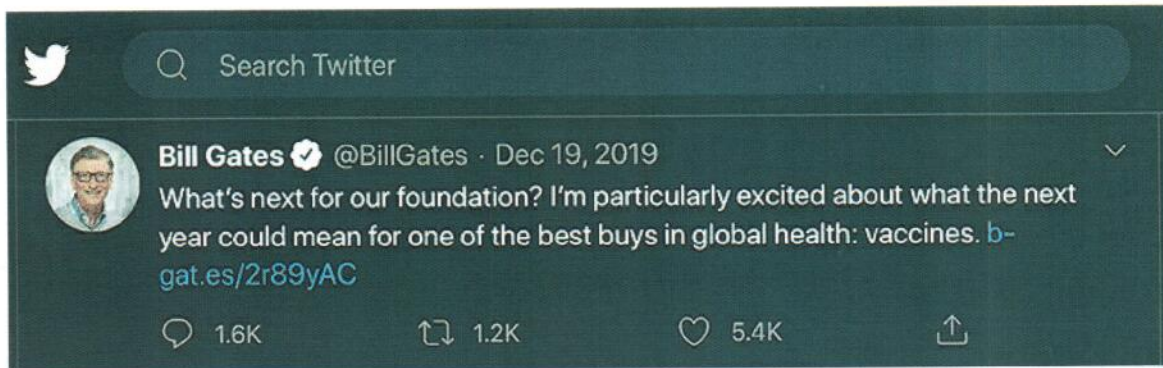 Search Twitter
Bill Gates @BillGates · Dec 19, 2019
What's next for our foundation? I'm particularly excited about what the next
year could mean for one of the best buys in global health: vaccines. b-
gat.es/2r89yAC
1.6K 1.2K 5.4K